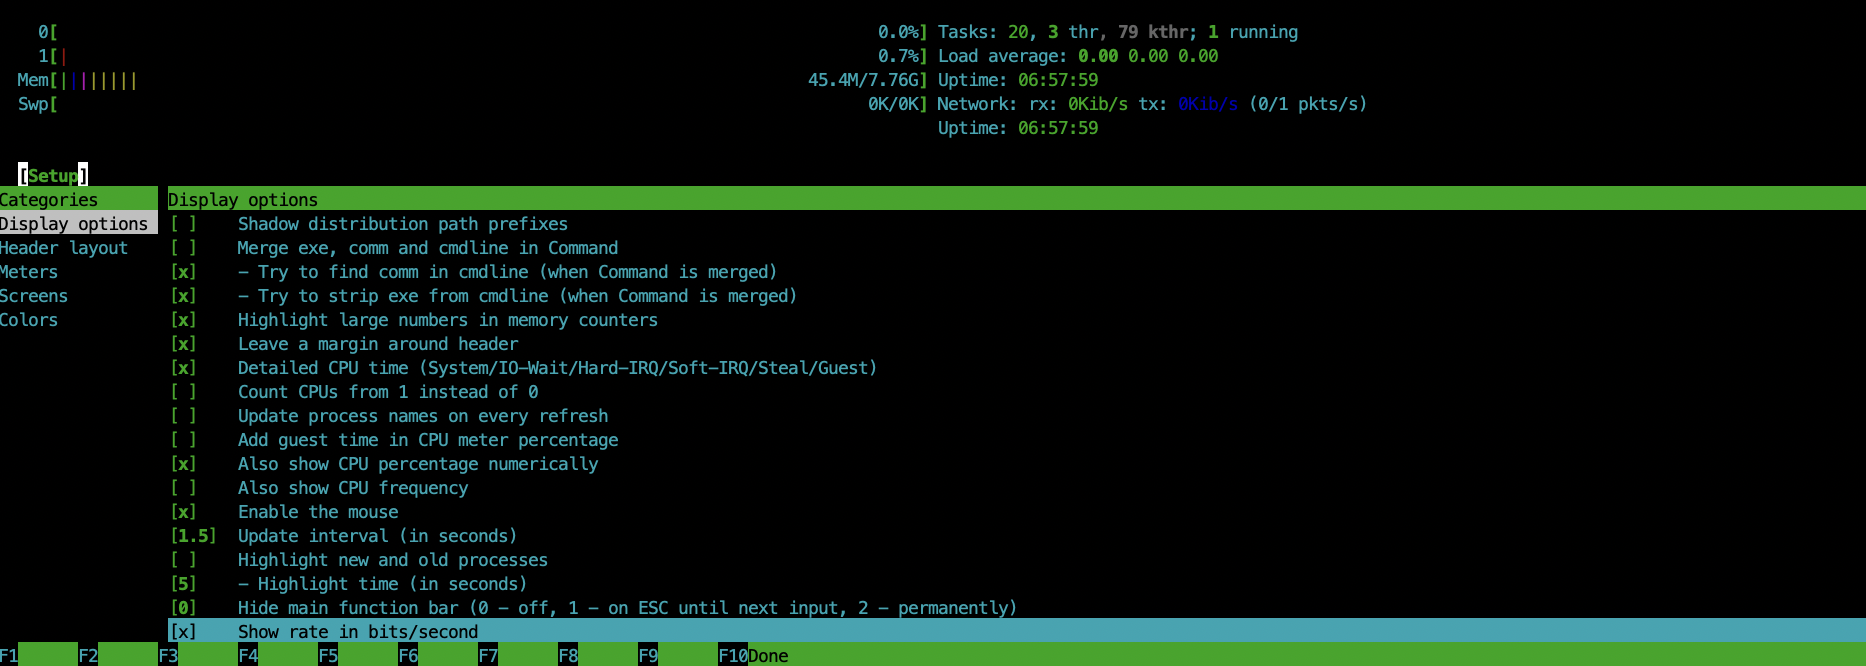 0[ 0.0%] Tasks: 20, 3 thr, 79 kthr; 1 running
1[| 0.7%] Load average: 0.00 0.00 0.00
Mem[|||||||| 45.4M/7.76G] Uptime: 06:57:59
Swp[ 0K/0K] Network: rx: 0Kib/s tx: 0Kib/s (0/1 pkts/s)
Uptime: 06:57:59
[Setup]
Categories Display options
Display options [ ] Shadow distribution path prefixes
Header layout [ ] Merge exe, comm and cmdline in Command
Meters [x] - Try to find comm in cmdline (when Command is merged)
Screens [x] - Try to strip exe from cmdline (when Command is merged)
Colors [x] Highlight large numbers in memory counters
[x] Leave a margin around header
[x] Detailed CPU time (System/IO-Wait/Hard-IRQ/Soft-IRQ/Steal/Guest)
[ ] Count CPUs from 1 instead of 0
[ ] Update process names on every refresh
[ ] Add guest time in CPU meter percentage
[x] Also show CPU percentage numerically
[ ] Also show CPU frequency
[x] Enable the mouse
[1.5] Update interval (in seconds)
[ ] Highlight new and old processes
[5] - Highlight time (in seconds)
[0] Hide main function bar (0 - off, 1 - on ESC until next input, 2 - permanently)
[x] Show rate in bits/second
F1 F2 F3 F4 F5 F6 F7 F8 F9 F10Done